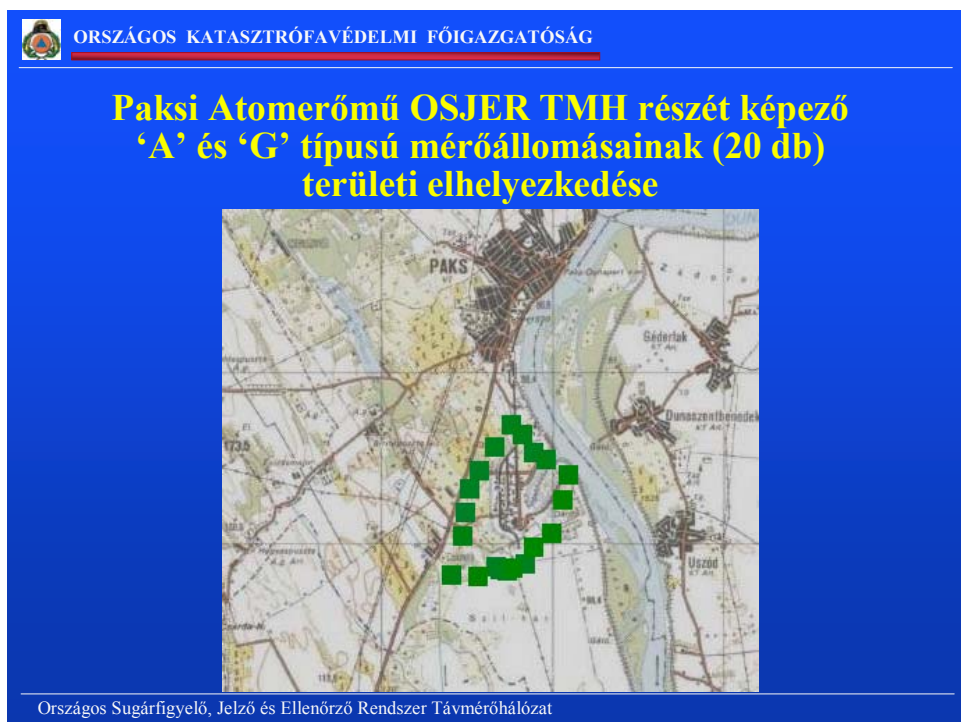 ORSZÁGOS KATASZTRÓFAVÉDELMI FŐIGAZGATÓSÁG
Paksi Atomerőmű OSJER TMH részét képező
‘A’ és ‘G’ típusú mérőállomásainak (20 db)
területi elhelyezkedése
PAKS
Géderlak
Dunaszentbenedek
Uszód
Országos Sugárfigyelő, Jelző és Ellenőrző Rendszer Távmérőhálózat